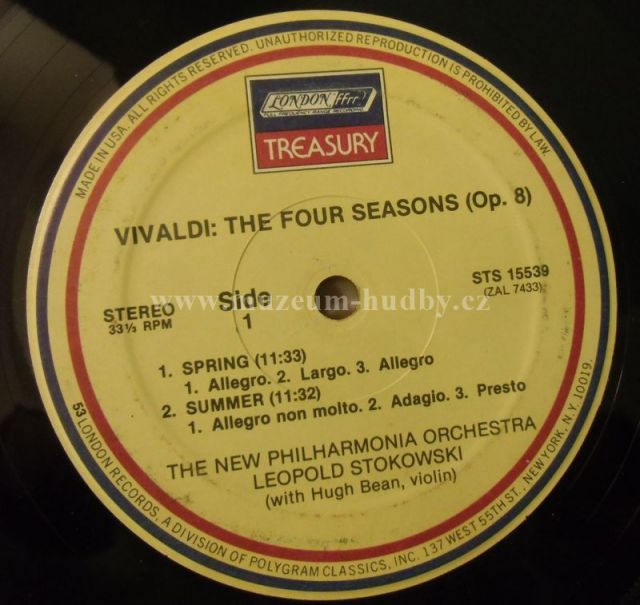 MADE IN USA. ALL RIGHTS RESERVED. UNAUTHORIZED REPRODUCTION IS PROHIBITED BY LAW.
LONDON ffrr
FULL FREQUENCY RANGE RECORDING
TREASURY
VIVALDI: THE FOUR SEASONS (Op. 8)
STEREO
33⅓ RPM
Side
1
STS 15539
(ZAL 7433)
www.muzeum-hudby.cz
1. SPRING (11:33)
1. Allegro. 2. Largo. 3. Allegro
2. SUMMER (11:32)
1. Allegro non molto. 2. Adagio. 3. Presto
THE NEW PHILHARMONIA ORCHESTRA
LEOPOLD STOKOWSKI
(with Hugh Bean, violin)
53 LONDON RECORDS, A DIVISION OF POLYGRAM CLASSICS, INC. 137 WEST 55TH ST., NEW YORK, N.Y. 10019.